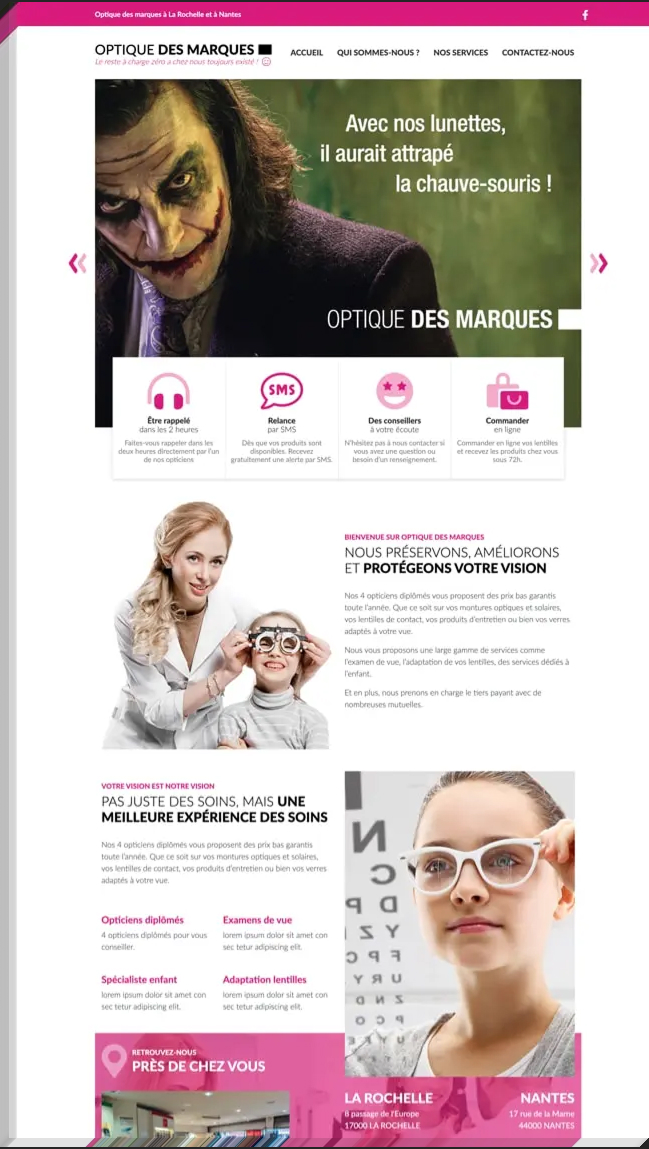 Optique des marques à La Rochelle et à Nantes
OPTIQUE DES MARQUES
Le reste à charge zéro a chez nous toujours existé !
ACCUEIL QUI SOMMES-NOUS ? NOS SERVICES CONTACTEZ-NOUS
Avec nos lunettes,
il aurait attrapé
la chauve-souris !
OPTIQUE DES MARQUES
SMS
Être rappelé
dans les 2 heures
Faites-vous rappeler dans les
deux heures directement par l'un
de nos opticiens
Relance
par SMS
Dès que vos produits sont
disponibles. Recevez
gratuitement une alerte par SMS.
Des conseillers
à votre écoute
N'hésitez pas à nous contacter si
vous avez une question ou
besoin d'un renseignement.
Commander
en ligne
Commander en ligne vos lentilles
et recevez les produits chez vous
sous 72h.
BIENVENUE SUR OPTIQUE DES MARQUES
NOUS PRÉSERVONS, AMÉLIORONS
ET PROTÉGEONS VOTRE VISION
Nos 4 opticiens diplômés vous proposent des prix bas garantis
toute l'année. Que ce soit sur vos montures optiques et solaires,
vos lentilles de contact, vos produits d'entretien ou bien vos verres
adaptés à votre vue.
Nous vous proposons une large gamme de services comme
l'examen de vue, l'adaptation de vos lentilles, des services dédiés à
l'enfant.
Et en plus, nous prenons en charge le tiers payant avec de
nombreuses mutuelles.
VOTRE VISION EST NOTRE VISION
PAS JUSTE DES SOINS, MAIS UNE
MEILLEURE EXPÉRIENCE DES SOINS
Nos 4 opticiens diplômés vous proposent des prix bas garantis
toute l'année. Que ce soit sur vos montures optiques et solaires,
vos lentilles de contact, vos produits d'entretien ou bien vos verres
adaptés à votre vue.
Opticiens diplômés
4 opticiens diplômés pour vous
conseiller.
Examens de vue
lorem ipsum dolor sit amet con
sec tetur adipiscing elit.
Spécialiste enfant
lorem ipsum dolor sit amet con
sec tetur adipiscing elit.
Adaptation lentilles
lorem ipsum dolor sit amet con
sec tetur adipiscing elit.
RETROUVEZ-NOUS
PRÈS DE CHEZ VOUS
LA ROCHELLE
8 passage de l'Europe
17000 LA ROCHELLE
NANTES
17 rue de la Marne
44000 NANTES